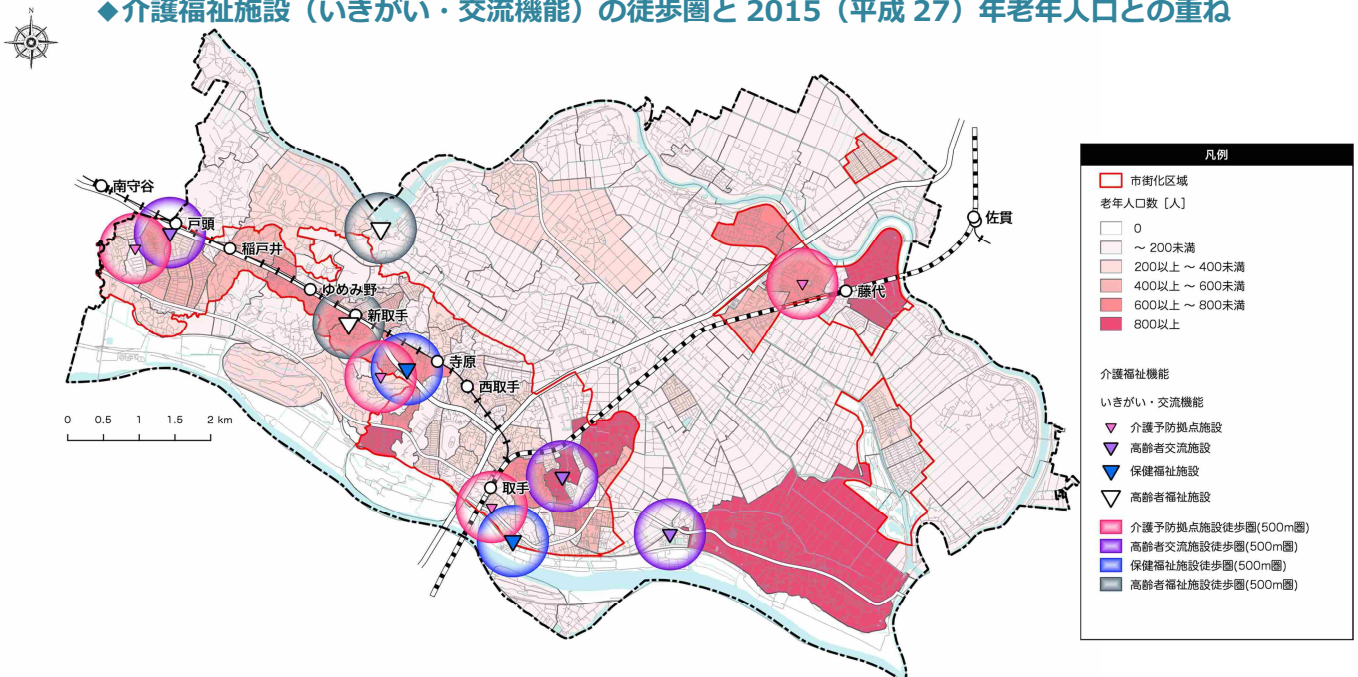 ◆介護福祉施設（いきがい・交流機能）の徒歩圏と 2015（平成 27）年老年人口との重ね
N
南守谷
戸頭
稲戸井
ゆめみ野
新取手
寺原
西取手
取手
藤代
佐貫
0 0.5 1 1.5 2 km
凡例
市街化区域
老年人口数 [人]
0
～ 200未満
200以上 ～ 400未満
400以上 ～ 600未満
600以上 ～ 800未満
800以上
介護福祉機能
いきがい・交流機能
介護予防拠点施設
高齢者交流施設
保健福祉施設
高齢者福祉施設
介護予防拠点施設徒歩圏(500m圏)
高齢者交流施設徒歩圏(500m圏)
保健福祉施設徒歩圏(500m圏)
高齢者福祉施設徒歩圏(500m圏)